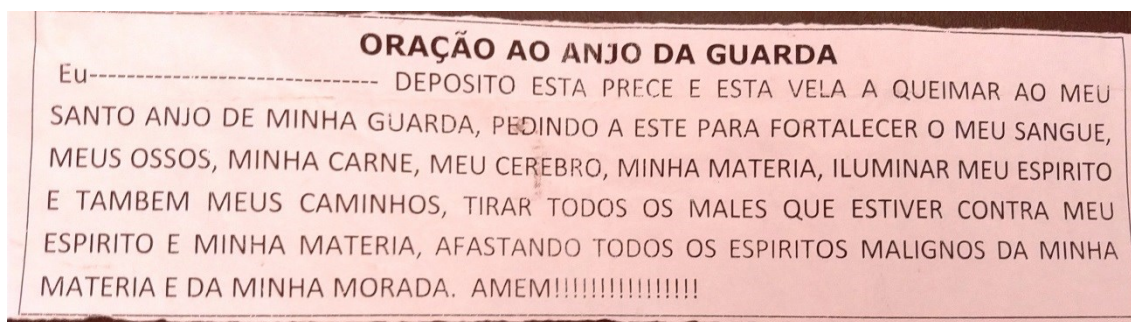 ORAÇÃO AO ANJO DA GUARDA
Eu-------------------------------- DEPOSITO ESTA PRECE E ESTA VELA A QUEIMAR AO MEU
SANTO ANJO DE MINHA GUARDA, PEDINDO A ESTE PARA FORTALECER O MEU SANGUE,
MEUS OSSOS, MINHA CARNE, MEU CEREBRO, MINHA MATERIA, ILUMINAR MEU ESPIRITO
E TAMBEM MEUS CAMINHOS, TIRAR TODOS OS MALES QUE ESTIVER CONTRA MEU
ESPIRITO E MINHA MATERIA, AFASTANDO TODOS OS ESPIRITOS MALIGNOS DA MINHA
MATERIA E DA MINHA MORADA. AMEM!!!!!!!!!!!!!!!!!